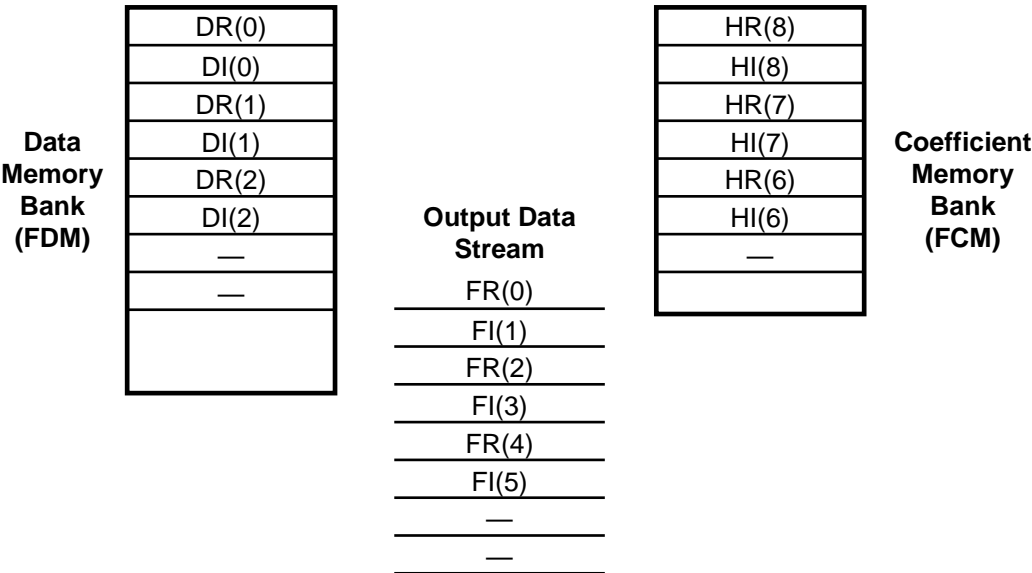 Data
Memory
Bank
(FDM)
DR(0)
DI(0)
DR(1)
DI(1)
DR(2)
DI(2)
—
—
Output Data
Stream
FR(0)
FI(1)
FR(2)
FI(3)
FR(4)
FI(5)
—
—
HR(8)
HI(8)
HR(7)
HI(7)
HR(6)
HI(6)
—
Coefficient
Memory
Bank
(FCM)